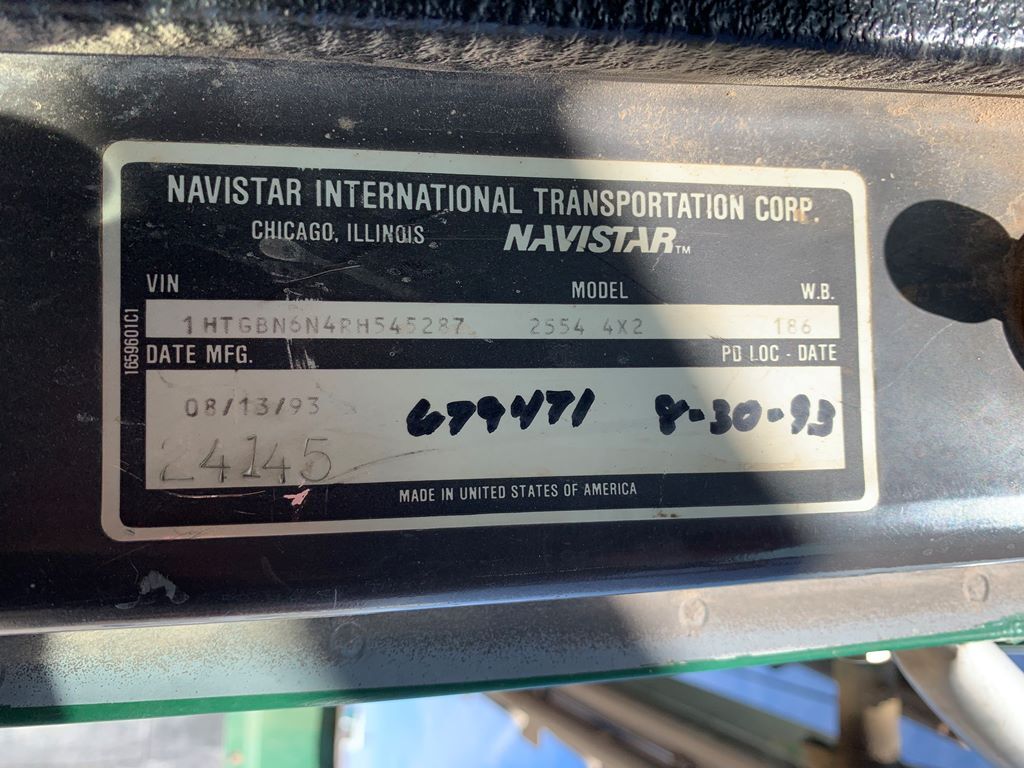 NAVISTAR INTERNATIONAL TRANSPORTATION CORP.
CHICAGO, ILLINOIS NAVISTAR™
VIN MODEL W.B.
1HTGBN6N4RH545287 2554 4X2 186
DATE MFG. PD LOC - DATE
08/13/93 679471 8-30-93
24145
MADE IN UNITED STATES OF AMERICA
1659601C1